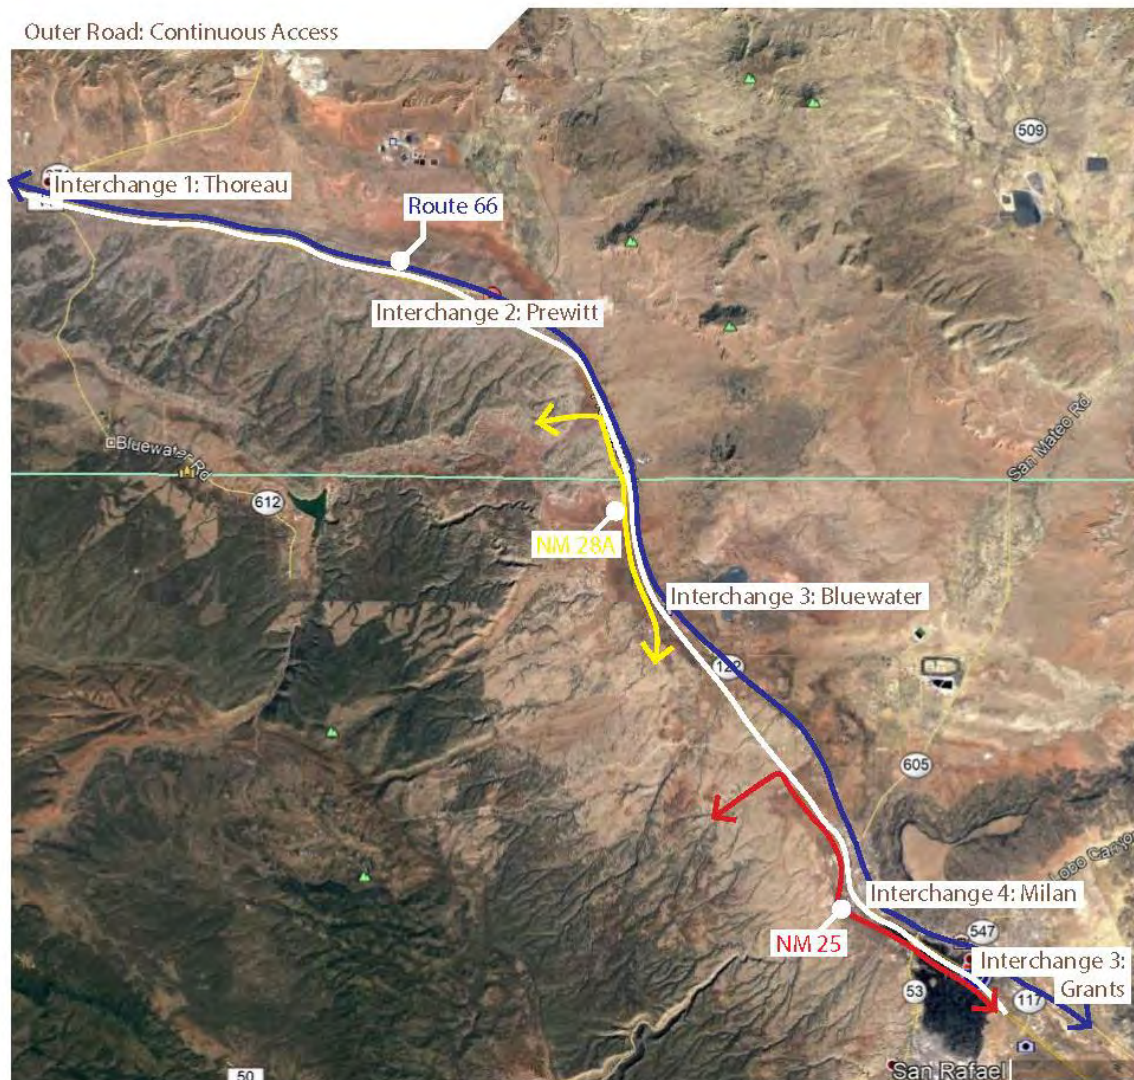 Outer Road: Continuous Access
509
Interchange 1: Thoreau
Route 66
Interchange 2: Prewitt
San Mateo Rd
Bluewater Rd
612
NM 28A
Interchange 3: Bluewater
122
605
Lobo Canyon
Interchange 4: Milan
NM 25
547
Interchange 3:
Grants
53
117
San Rafael
50